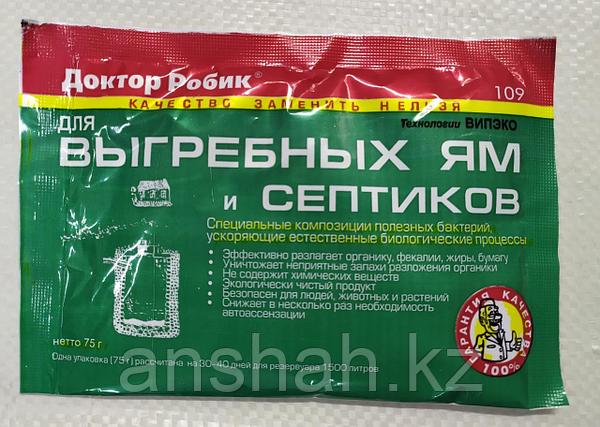 Доктор Робик®
109
КАЧЕСТВО ЗАМЕНИТЬ НЕЛЬЗЯ
Технологии ВИПЭКО
ДЛЯ
ВЫГРЕБНЫХ ЯМ
и СЕПТИКОВ
Специальные композиции полезных бактерий,
ускоряющие естественные биологические процессы
• Эффективно разлагает органику, фекалии, жиры, бумагу
• Уничтожает неприятные запахи разложения органики
• Не содержит химических веществ
• Экологически чистый продукт
• Безопасен для людей, животных и растений
• Снижает в несколько раз необходимость
автоассензации
ГАРАНТИЯ КАЧЕСТВА
100%
нетто 75 г
Одна упаковка (75 г) рассчитана на 30-40 дней для резервуара 1500 литров
anshah.kz